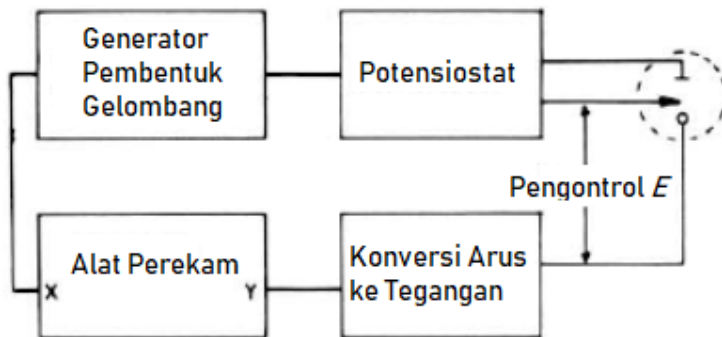 Generator
Pembentuk
Gelombang
Potensiostat
Pengontrol E
Alat Perekam
X Y
Konversi Arus
ke Tegangan